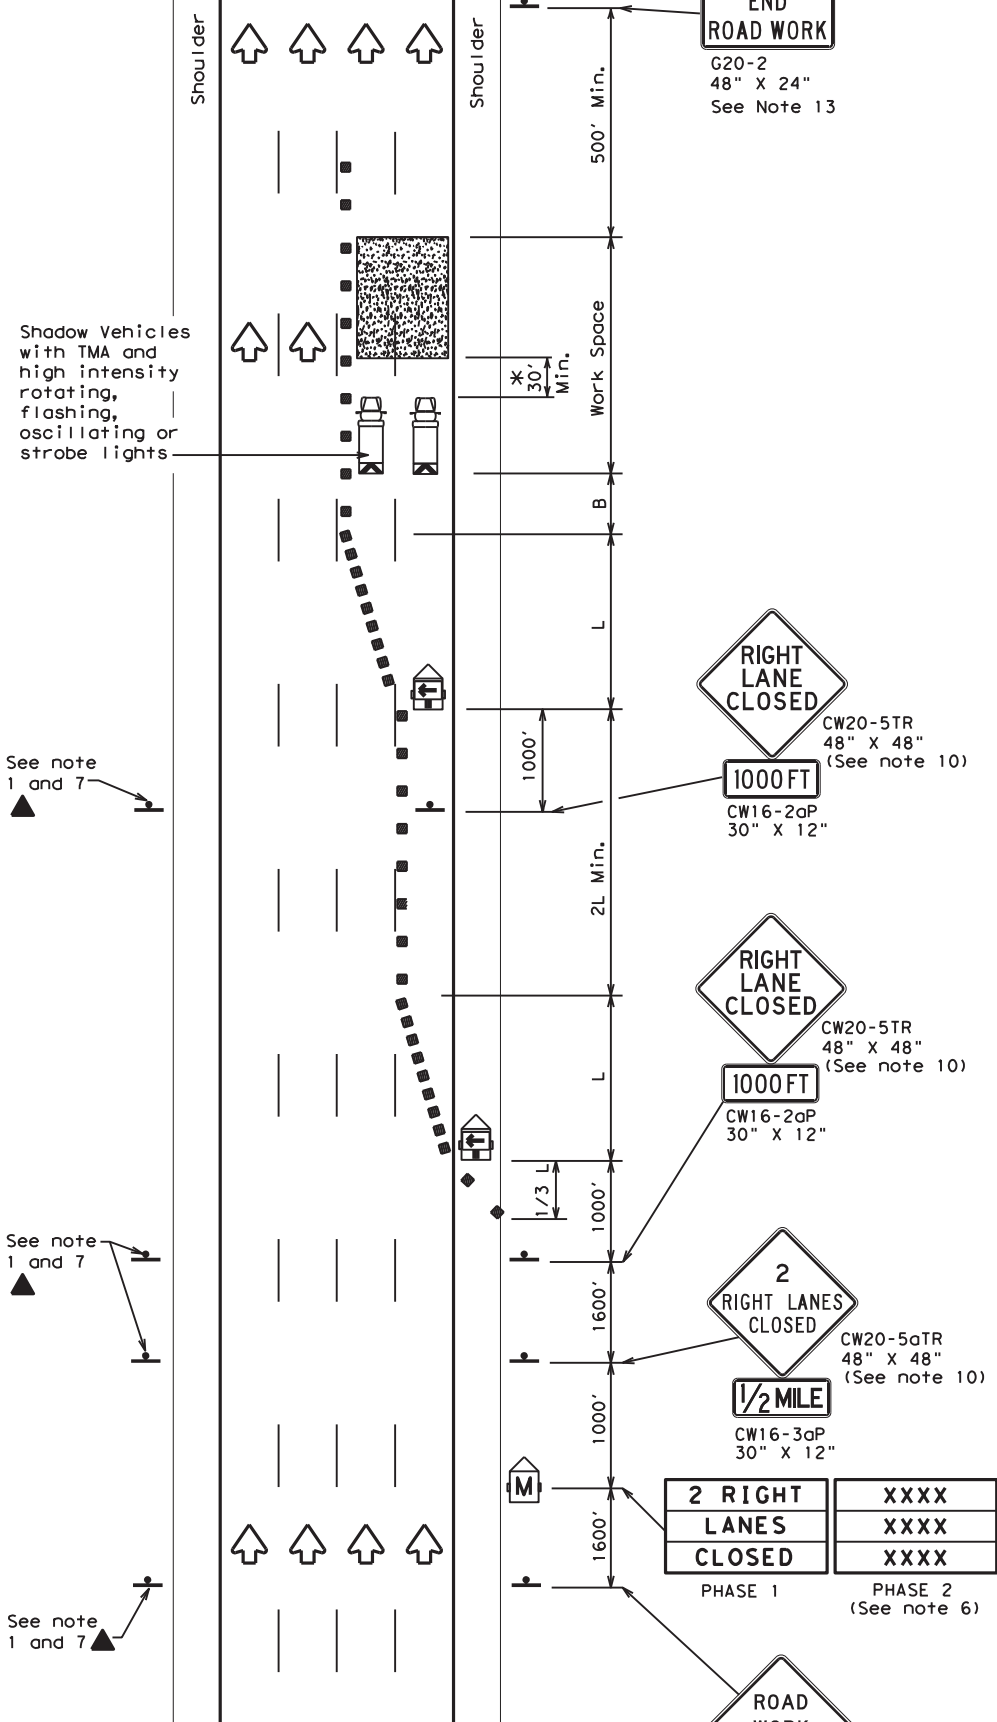 END
ROAD WORK
G20-2
48" X 24"
See Note 13
Shoulder
Shoulder
500' Min.
Shadow Vehicles
with TMA and
high intensity
rotating,
flashing,
oscillating or
strobe lights
* 30' Min.
Work Space
B
L
RIGHT
LANE
CLOSED
CW20-5TR
48" X 48"
(See note 10)
1000 FT
CW16-2aP
30" X 12"
1000'
See note
1 and 7
2L Min.
RIGHT
LANE
CLOSED
CW20-5TR
48" X 48"
(See note 10)
1000 FT
CW16-2aP
30" X 12"
L
1/3 L
1000'
See note
1 and 7
1600'
2
RIGHT LANES
CLOSED
CW20-5aTR
48" X 48"
(See note 10)
1/2 MILE
CW16-3aP
30" X 12"
1000'
M
2 RIGHT
LANES
CLOSED
PHASE 1
XXXX
XXXX
XXXX
PHASE 2
(See note 6)
1600'
See note
1 and 7
ROAD
WORK